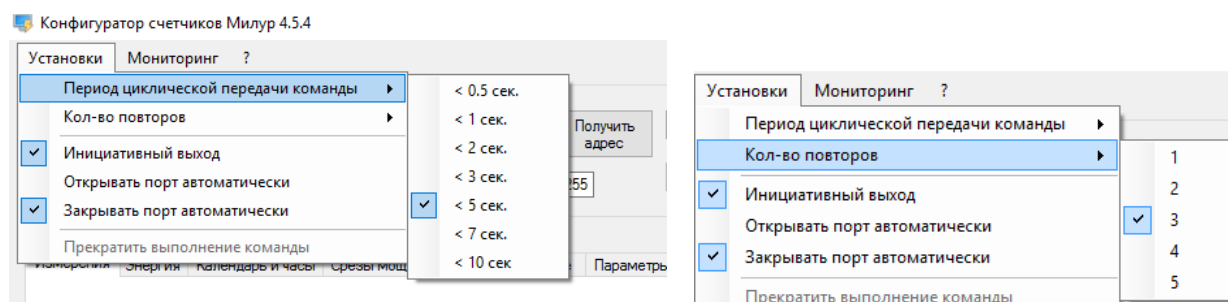 Конфигуратор счетчиков Милур 4.5.4
Установки Мониторинг ?
Период циклической передачи команды
Кол-во повторов
Инициативный выход
Открывать порт автоматически
Закрывать порт автоматически
Прекратить выполнение команды
< 0.5 сек.
< 1 сек.
< 2 сек.
< 3 сек.
< 5 сек.
< 7 сек.
< 10 сек
Получить
адрес
255
Измерения Энергия Календарь и часы Срезы мощ
Параметры
Установки Мониторинг ?
Период циклической передачи команды
Кол-во повторов
Инициативный выход
Открывать порт автоматически
Закрывать порт автоматически
Прекратить выполнение команды
1
2
3
4
5